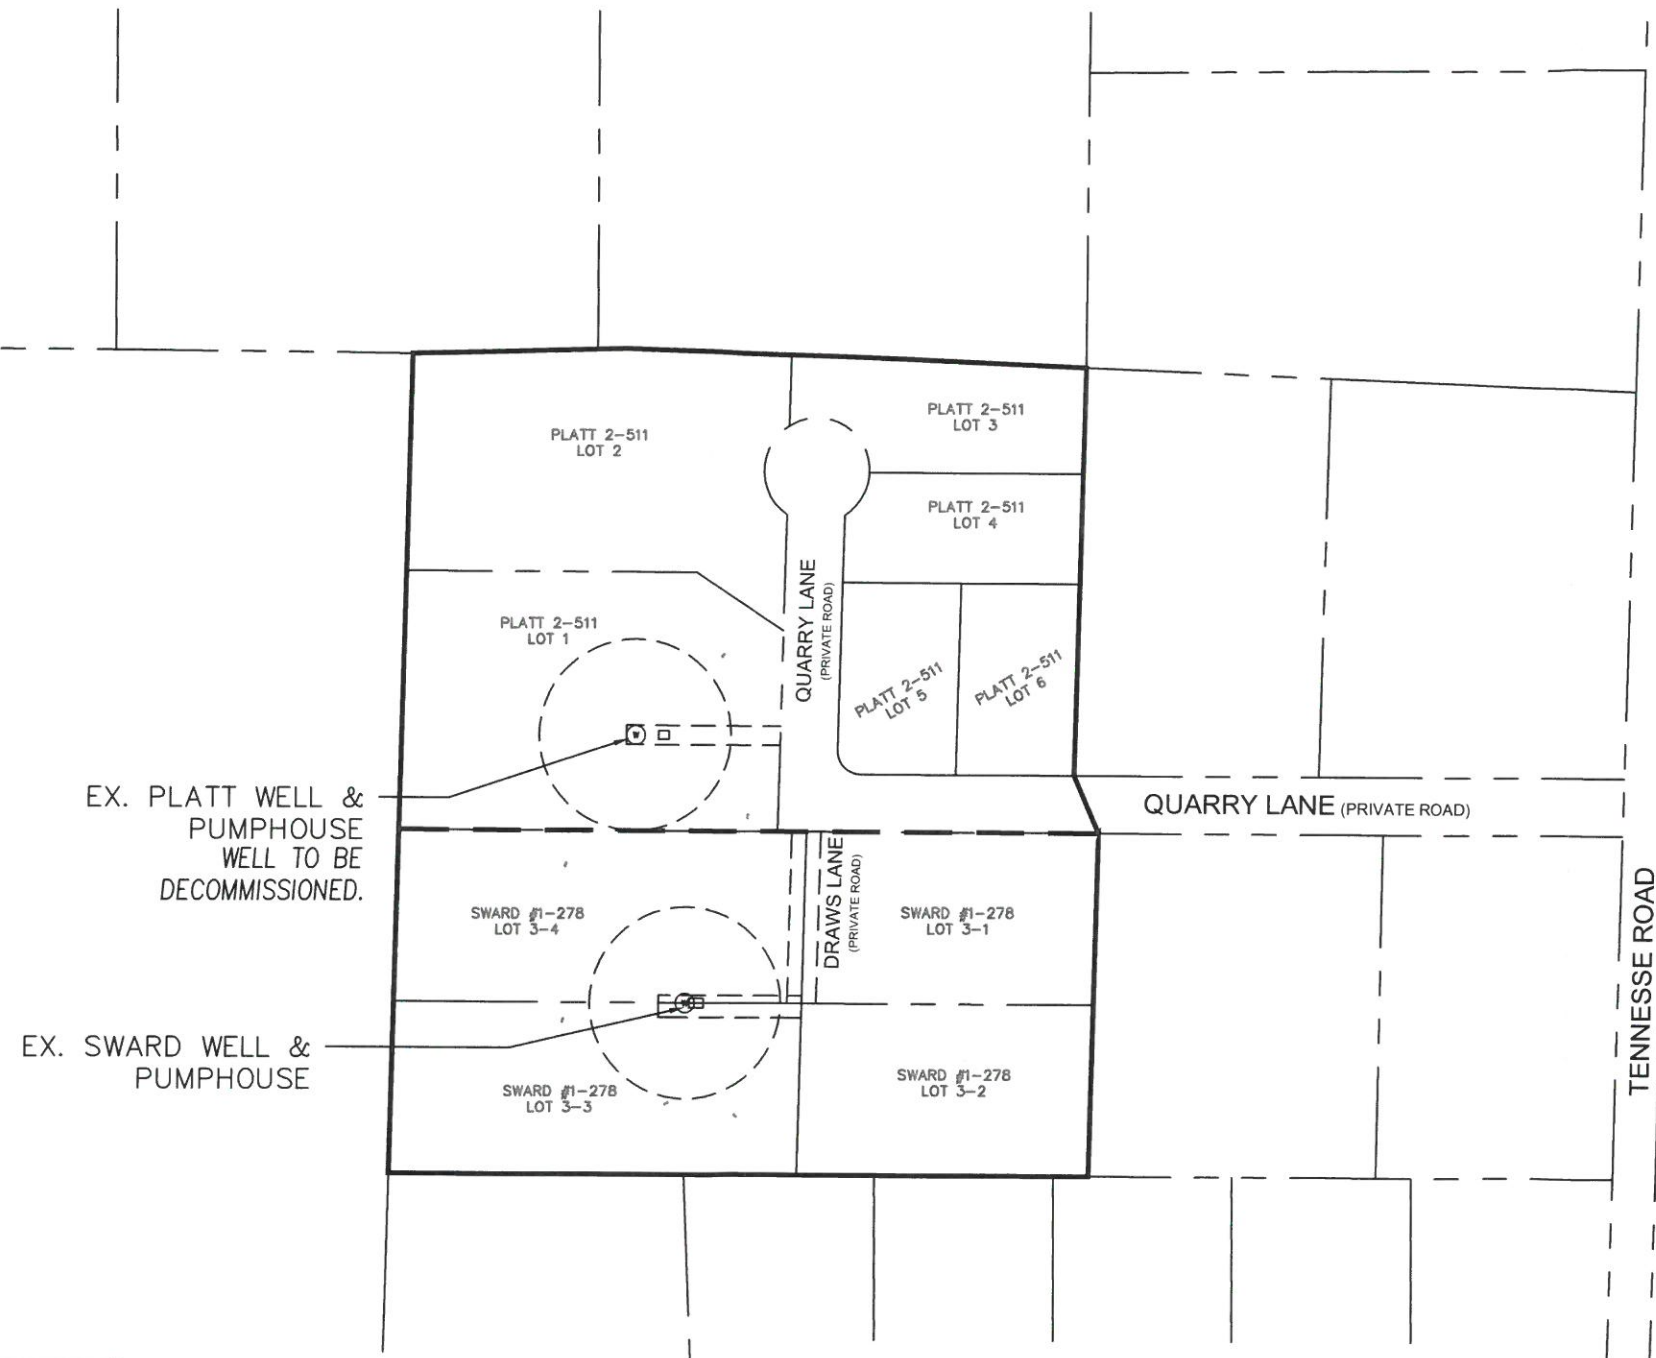 PLATT 2-511
LOT 3
PLATT 2-511
LOT 2
PLATT 2-511
LOT 4
QUARRY LANE
(PRIVATE ROAD)
PLATT 2-511
LOT 1
PLATT 2-511
LOT 5
PLATT 2-511
LOT 6
EX. PLATT WELL &
PUMPHOUSE
WELL TO BE
DECOMMISSIONED.
QUARRY LANE (PRIVATE ROAD)
DRAWS LANE
(PRIVATE ROAD)
SWARD #1-278
LOT 3-4
SWARD #1-278
LOT 3-1
TENNESSE ROAD
EX. SWARD WELL &
PUMPHOUSE
SWARD #1-278
LOT 3-3
SWARD #1-278
LOT 3-2